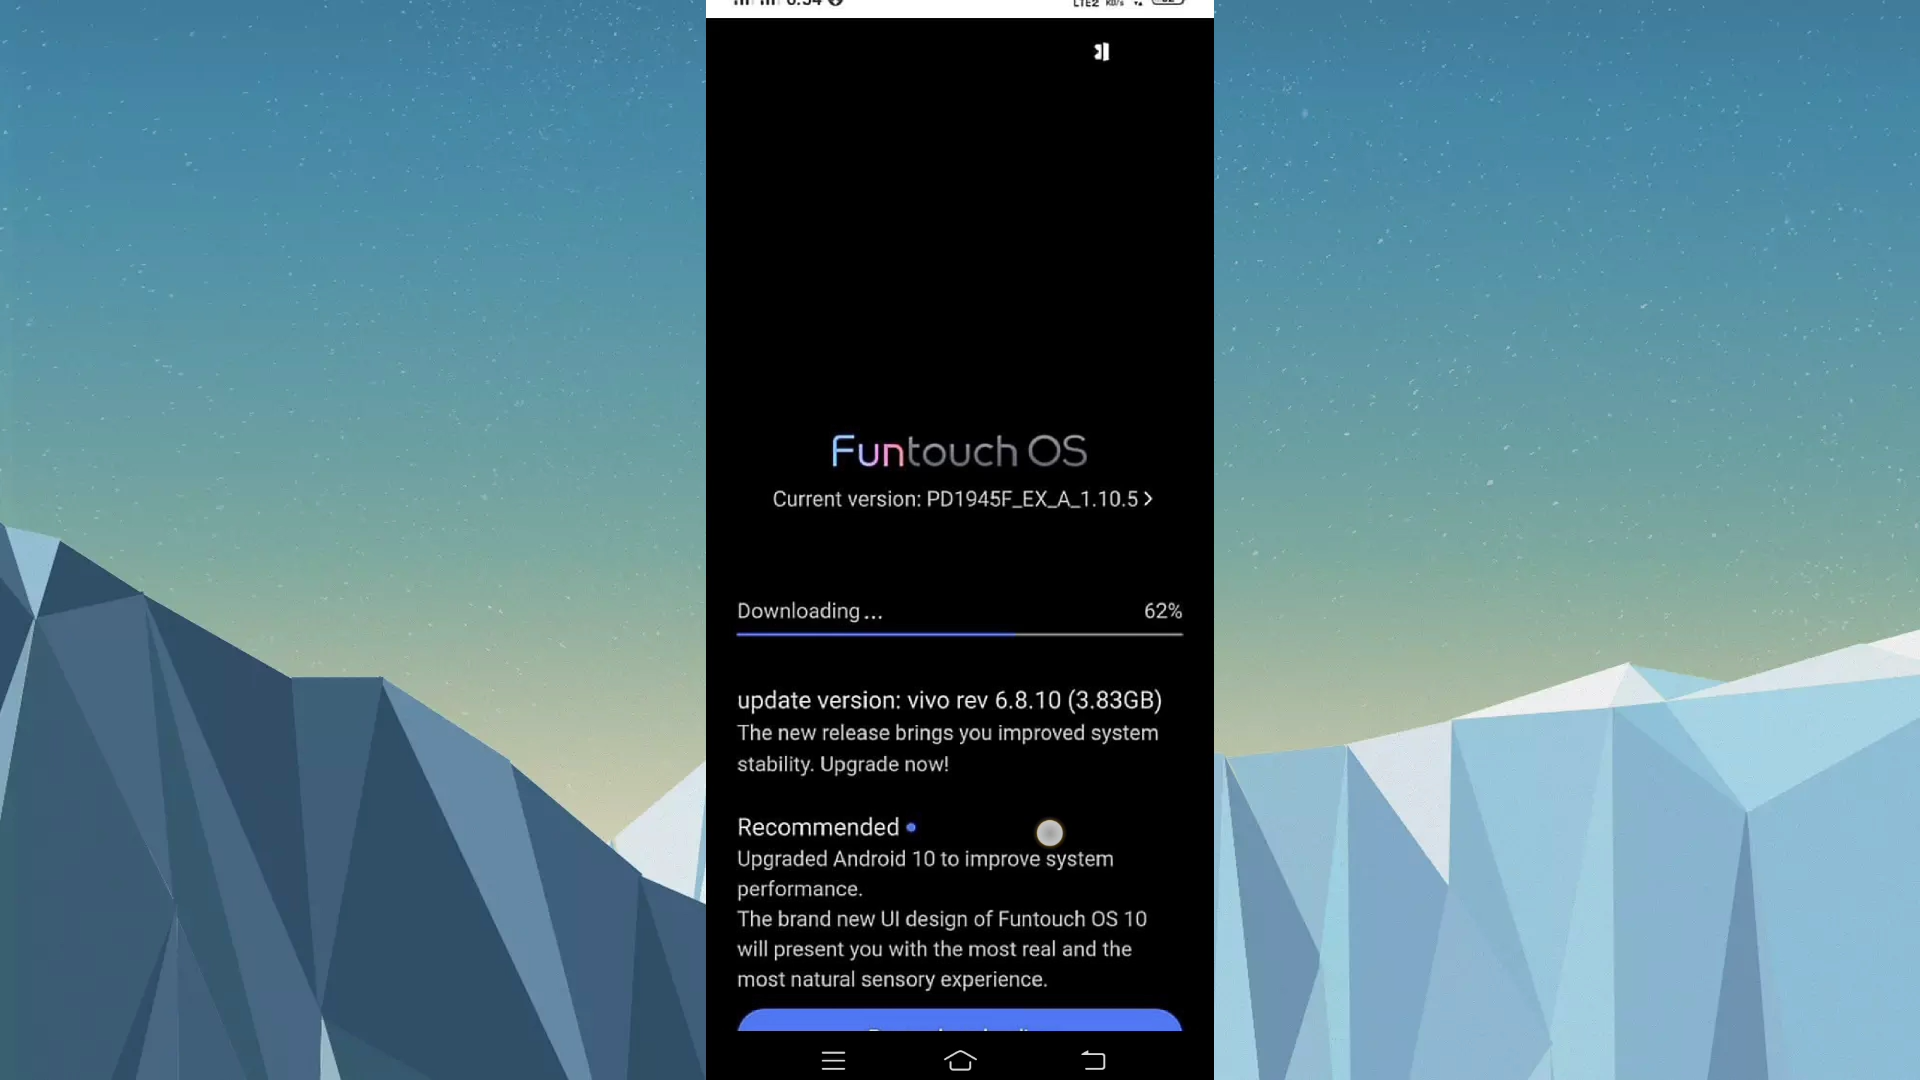 Funtouch OS
Current version: PD1945F_EX_A_1.10.5 >
Downloading... 62%
update version: vivo rev 6.8.10 (3.83GB)
The new release brings you improved system
stability. Upgrade now!
Recommended •
Upgraded Android 10 to improve system
performance.
The brand new UI design of Funtouch OS 10
will present you with the most real and the
most natural sensory experience.